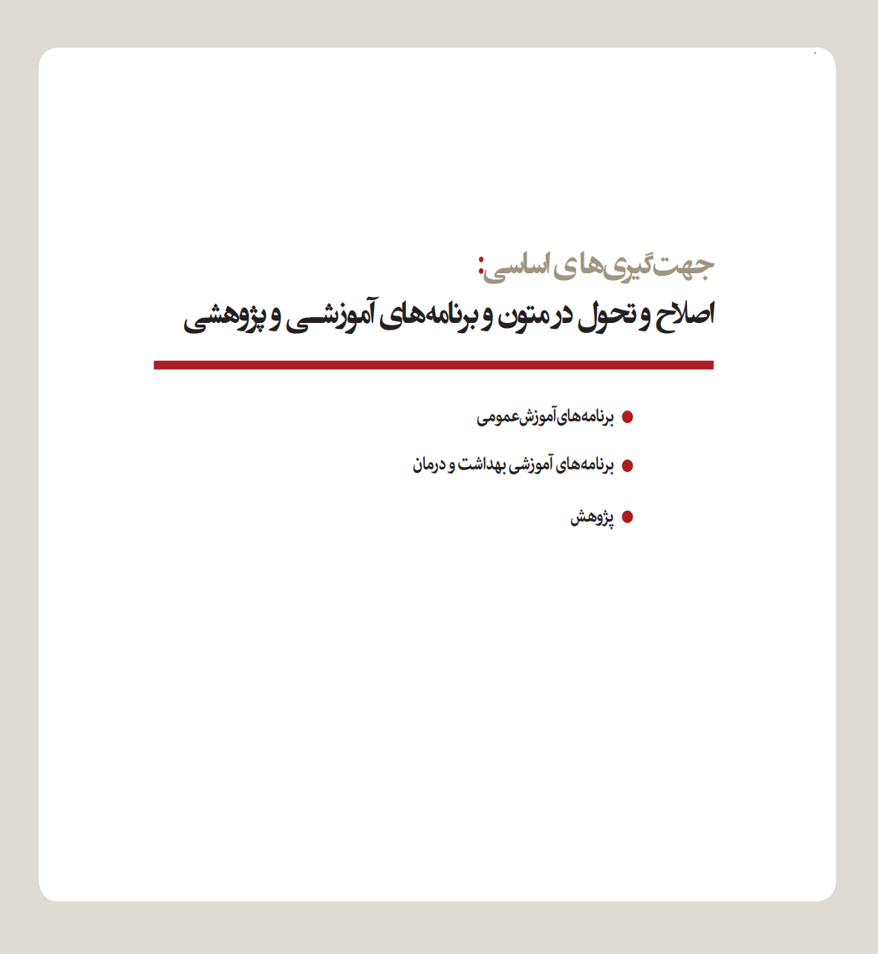 جهت‌گیری‌های اساسی:
اصلاح و تحول در متون و برنامه‌های آموزشی و پژوهشی
برنامه‌های آموزش عمومی
برنامه‌های آموزشی بهداشت و درمان
پژوهش